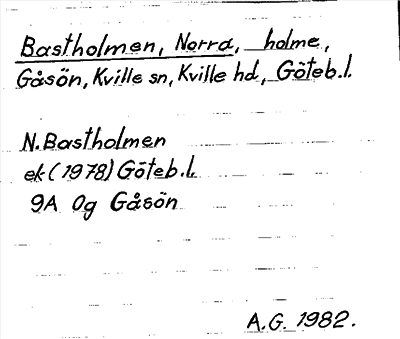 Bastholmen, Norra, holme,
Gåsön, Kville sn, Kville hd, Göteb.l.
N.Bastholmen
ek (1978) Göteb.l.
9A 0g Gåsön
A.G. 1982.